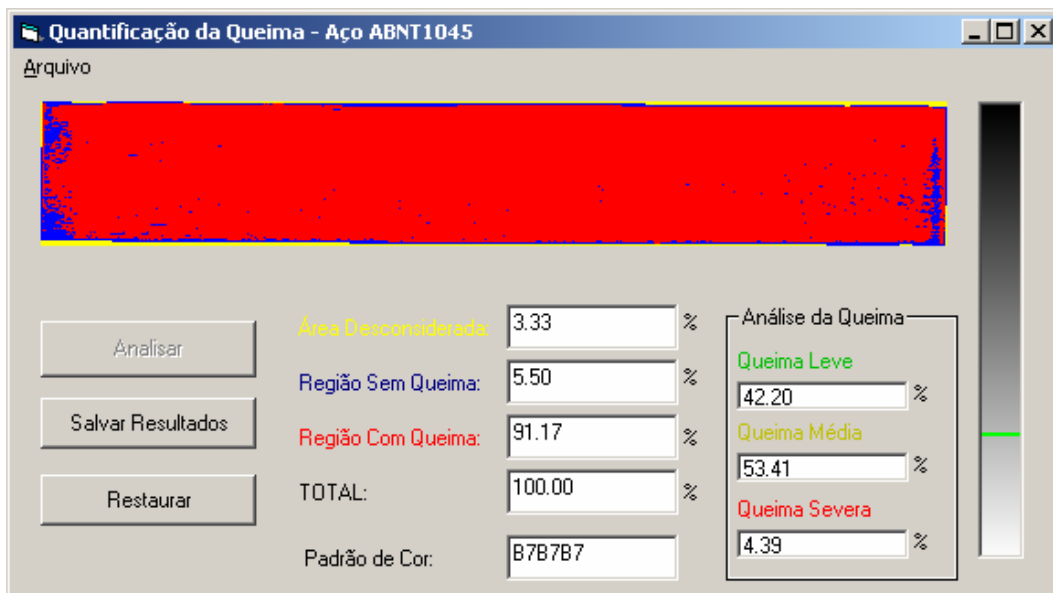 Quantificação da Queima - Aço ABNT1045
Arquivo
Analisar
Salvar Resultados
Restaurar
Área Desconsiderada: 3.33 %
Região Sem Queima: 5.50 %
Região Com Queima: 91.17 %
TOTAL: 100.00 %
Padrão de Cor: B7B7B7
Análise da Queima
Queima Leve
42.20 %
Queima Média
53.41 %
Queima Severa
4.39 %